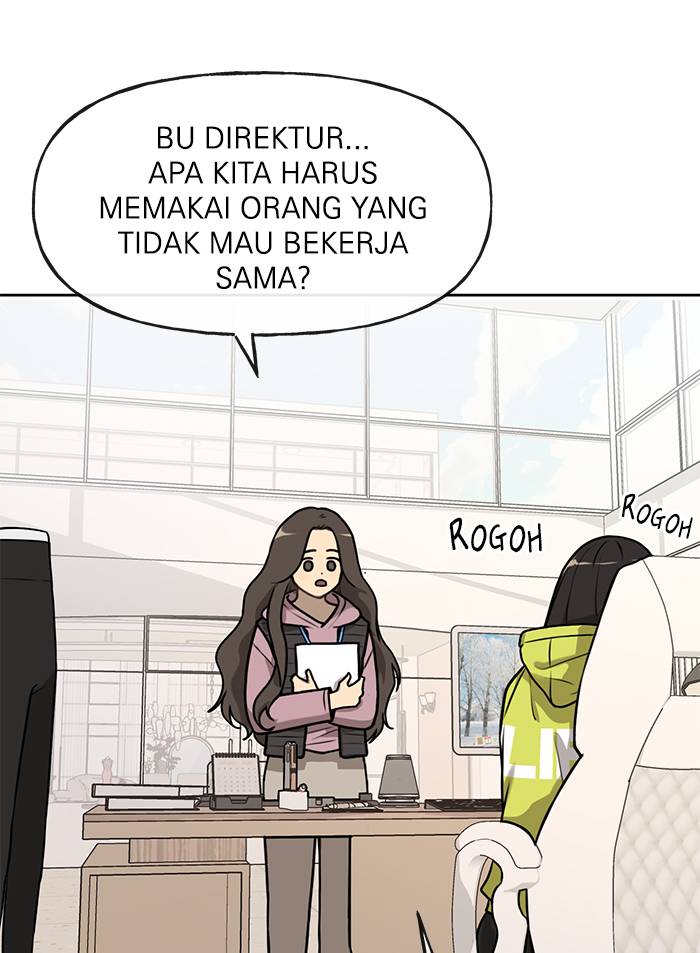 BU DIREKTUR...
APA KITA HARUS
MEMAKAI ORANG YANG
TIDAK MAU BEKERJA
SAMA?
ROGOH
ROGOH